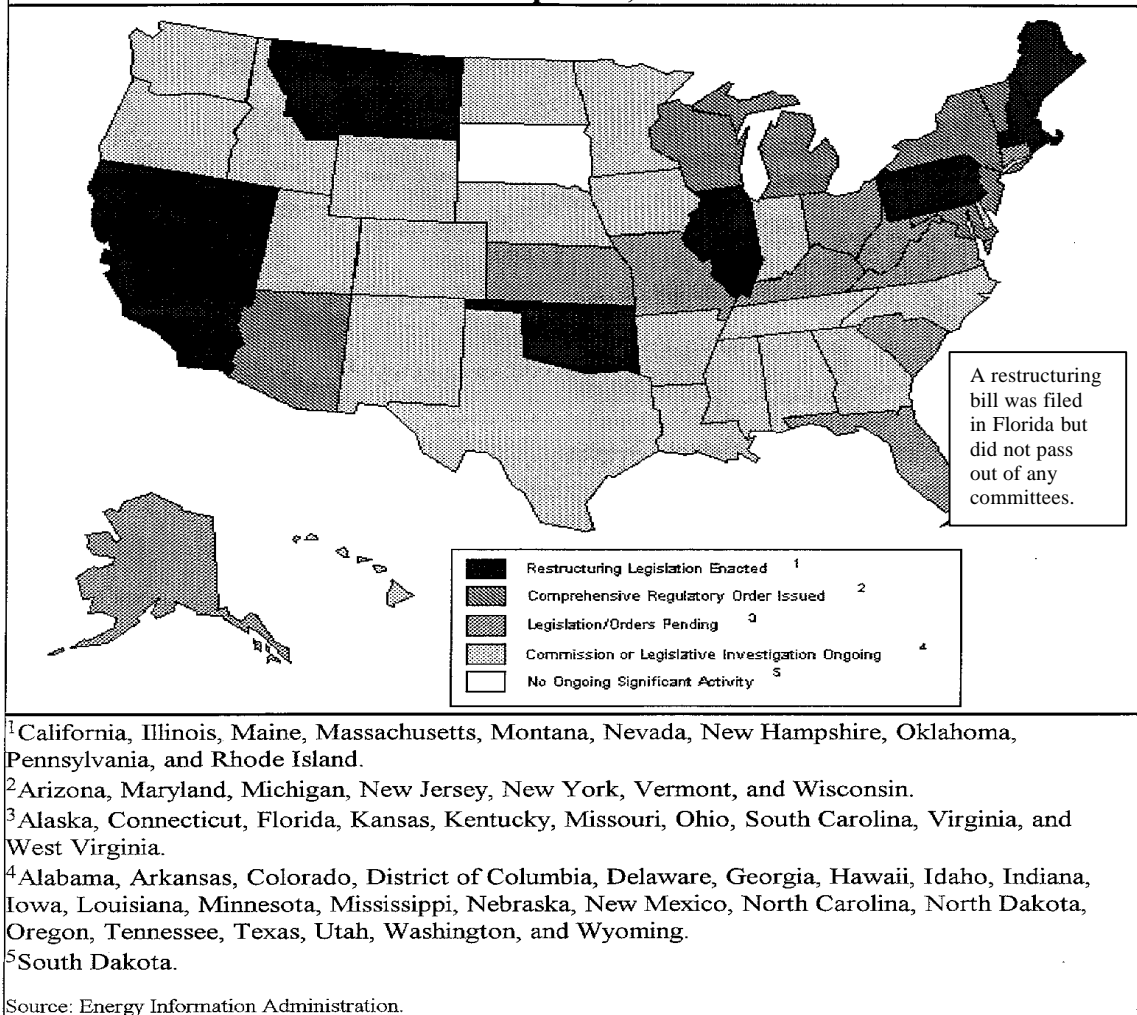 A restructuring
bill was filed
in Florida but
did not pass
out of any
committees.
Restructuring Legislation Enacted 1
Comprehensive Regulatory Order Issued 2
Legislation/Orders Pending 3
Commission or Legislative Investigation Ongoing 4
No Ongoing Significant Activity 5
1California, Illinois, Maine, Massachusetts, Montana, Nevada, New Hampshire, Oklahoma,
Pennsylvania, and Rhode Island.
2Arizona, Maryland, Michigan, New Jersey, New York, Vermont, and Wisconsin.
3Alaska, Connecticut, Florida, Kansas, Kentucky, Missouri, Ohio, South Carolina, Virginia, and
West Virginia.
4Alabama, Arkansas, Colorado, District of Columbia, Delaware, Georgia, Hawaii, Idaho, Indiana,
Iowa, Louisiana, Minnesota, Mississippi, Nebraska, New Mexico, North Carolina, North Dakota,
Oregon, Tennessee, Texas, Utah, Washington, and Wyoming.
5South Dakota.
Source: Energy Information Administration.